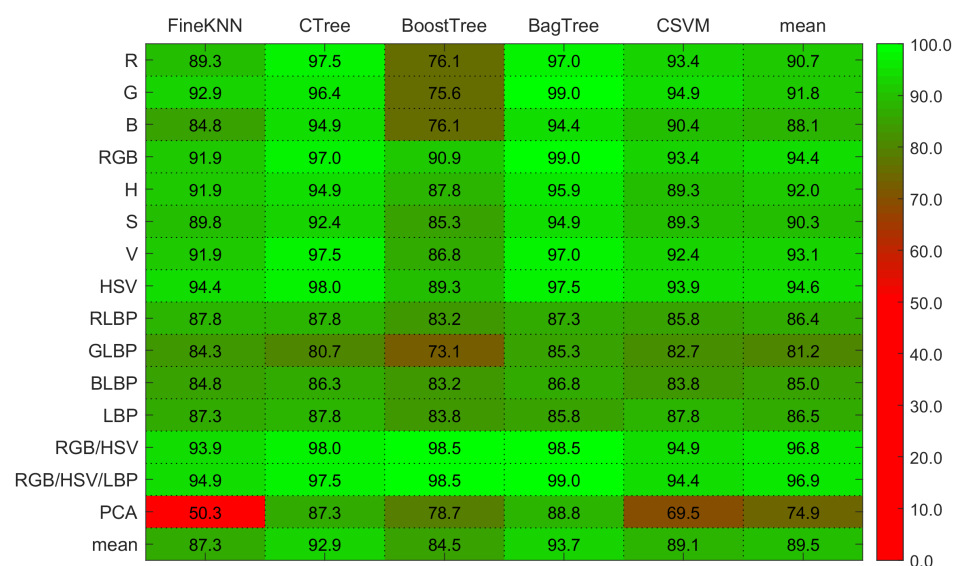 FineKNN CTree BoostTree BagTree CSVM mean
R 89.3 97.5 76.1 97.0 93.4 90.7
G 92.9 96.4 75.6 99.0 94.9 91.8
B 84.8 94.9 76.1 94.4 90.4 88.1
RGB 91.9 97.0 90.9 99.0 93.4 94.4
H 91.9 94.9 87.8 95.9 89.3 92.0
S 89.8 92.4 85.3 94.9 89.3 90.3
V 91.9 97.5 86.8 97.0 92.4 93.1
HSV 94.4 98.0 89.3 97.5 93.9 94.6
RLBP 87.8 87.8 83.2 87.3 85.8 86.4
GLBP 84.3 80.7 73.1 85.3 82.7 81.2
BLBP 84.8 86.3 83.2 86.8 83.8 85.0
LBP 87.3 87.8 83.8 85.8 87.8 86.5
RGB/HSV 93.9 98.0 98.5 98.5 94.9 96.8
RGB/HSV/LBP 94.9 97.5 98.5 99.0 94.4 96.9
PCA 50.3 87.3 78.7 88.8 69.5 74.9
mean 87.3 92.9 84.5 93.7 89.1 89.5
100.0
90.0
80.0
70.0
60.0
50.0
40.0
30.0
20.0
10.0
0.0